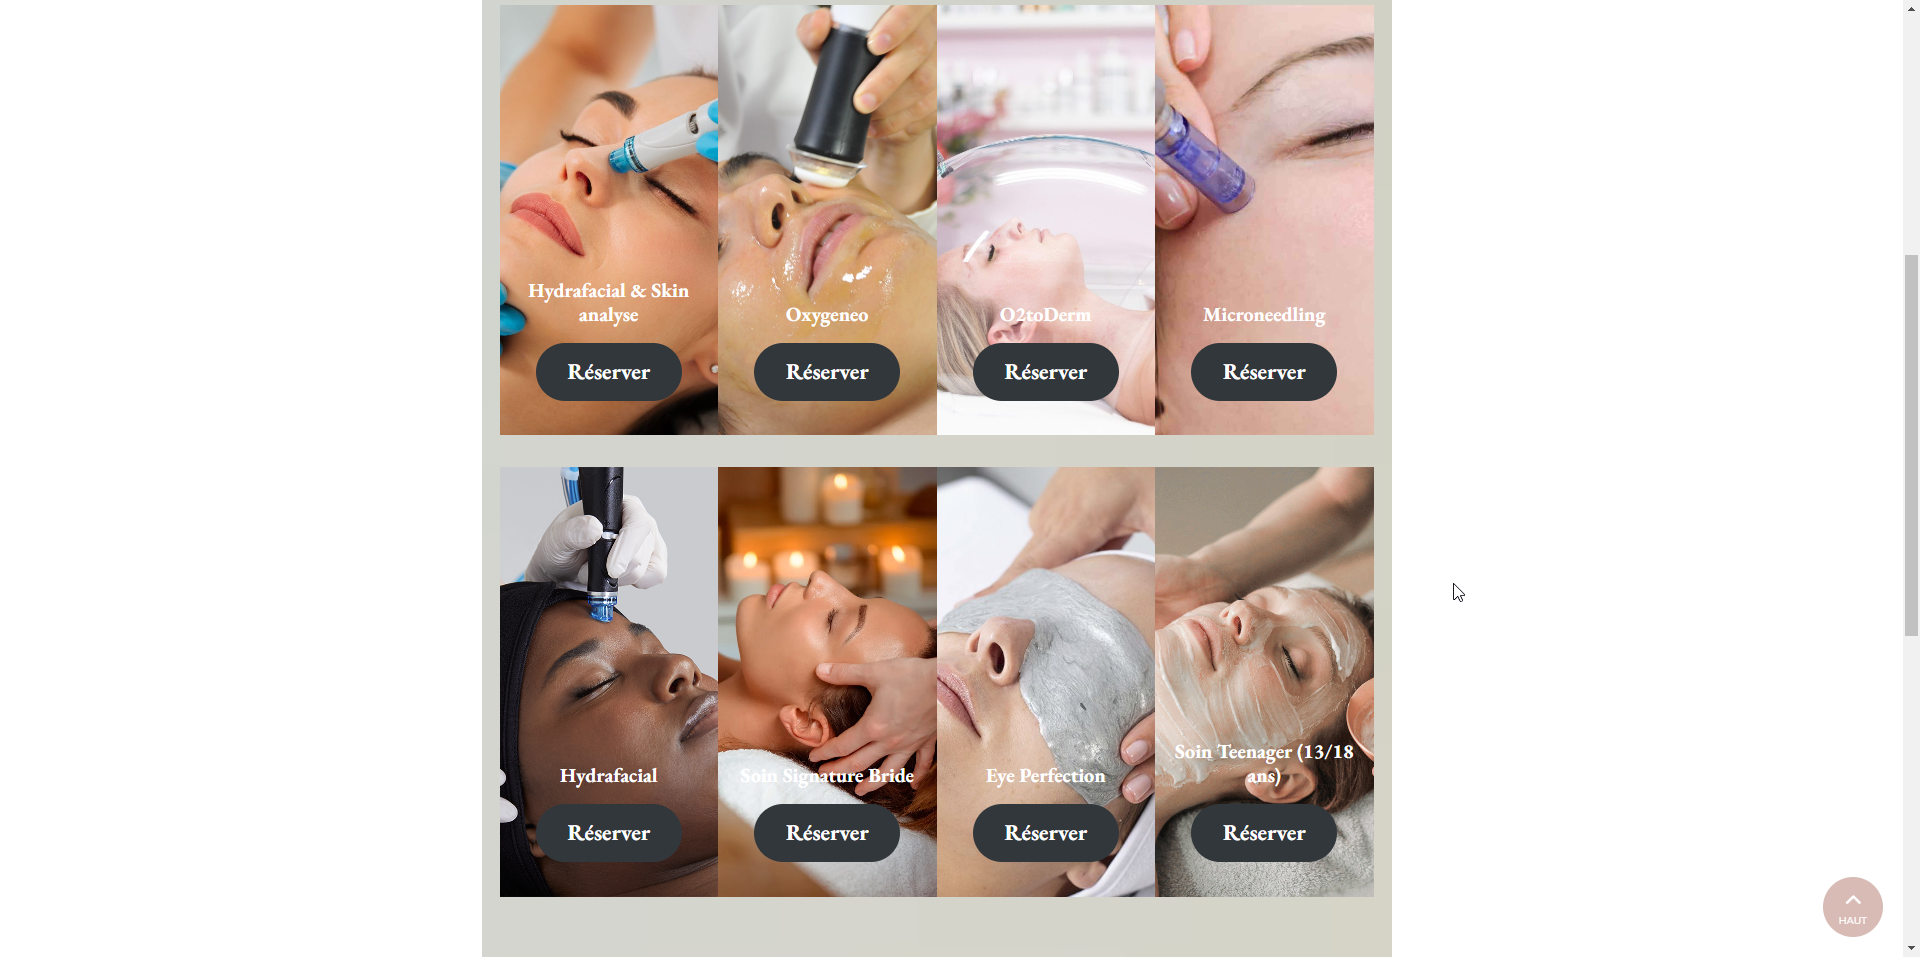 Hydrafacial & Skin
analyse
Réserver
Oxygeneo
Réserver
O2toDerm
Réserver
Microneedling
Réserver
Hydrafacial
Réserver
Soin Signature Bride
Réserver
Eye Perfection
Réserver
Soin Teenager (13/18
ans)
Réserver
HAUT